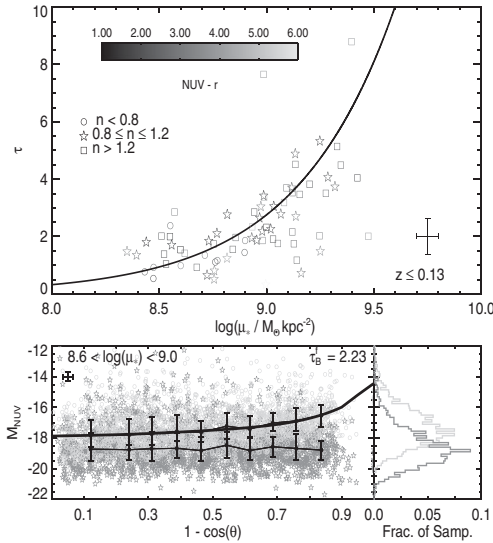 1.00 2.00 3.00 4.00 5.00 6.00
NUV - r
n < 0.8
0.8 ≤ n ≤ 1.2
n > 1.2
10
8
6
4
2
0
τ
z ≤ 0.13
8.0 8.5 9.0 9.5 10.0
log(μ* / M⊙ kpc⁻²)
8.6 < log(μ*) < 9.0
τ_B^f = 2.23
-12
-14
-16
-18
-20
-22
M_NUV
0.1 0.3 0.5 0.7 0.9
1 - cos(θ)
0.0 0.05 0.1
Frac. of Samp.